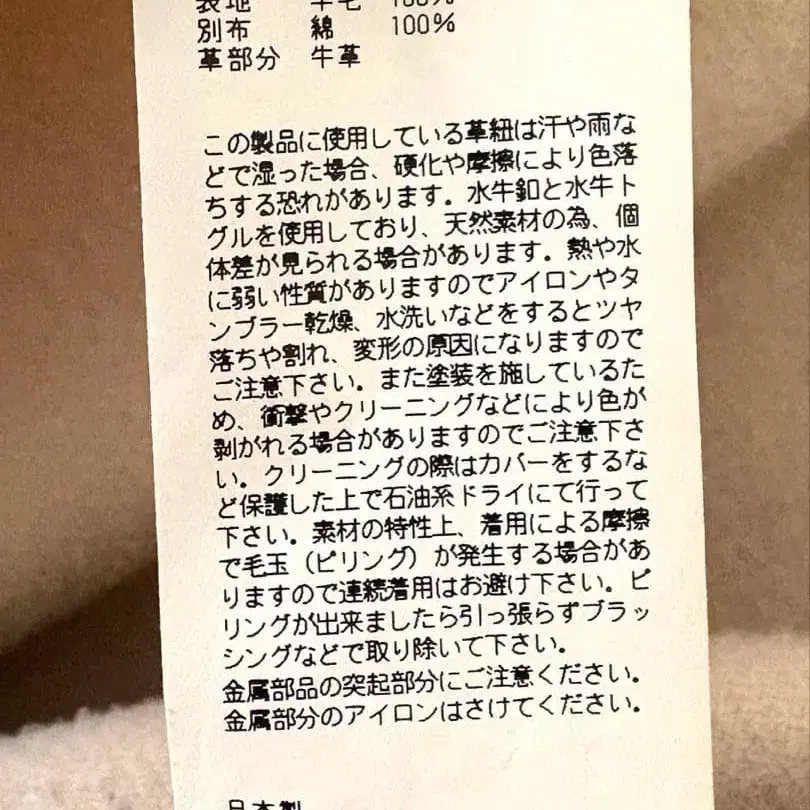 表地 羊毛 100%
別布 綿 100%
革部分 牛革
この製品に使用している革紐は汗や雨な
どで湿った場合、硬化や摩擦により色落
ちする恐れがあります。水牛釦と水牛ト
グルを使用しており、天然素材の為、個
体差が見られる場合があります。熱や水
に弱い性質がありますのでアイロンやタ
ンブラー乾燥、水洗いなどをするとツヤ
落ちや割れ、変形の原因になりますので
ご注意下さい。また塗装を施しているた
め、衝撃やクリーニングなどにより色が
剥がれる場合がありますのでご注意下さ
い。クリーニングの際はカバーをするな
ど保護した上で石油系ドライにて行って
下さい。素材の特性上、着用による摩擦
で毛玉（ピリング）が発生する場合があ
りますので連続着用はお避け下さい。ピ
リングが出来ましたら引っ張らずブラッ
シングなどで取り除いて下さい。
金属部品の突起部分にご注意ください。
金属部分のアイロンはさけてください。
日本製